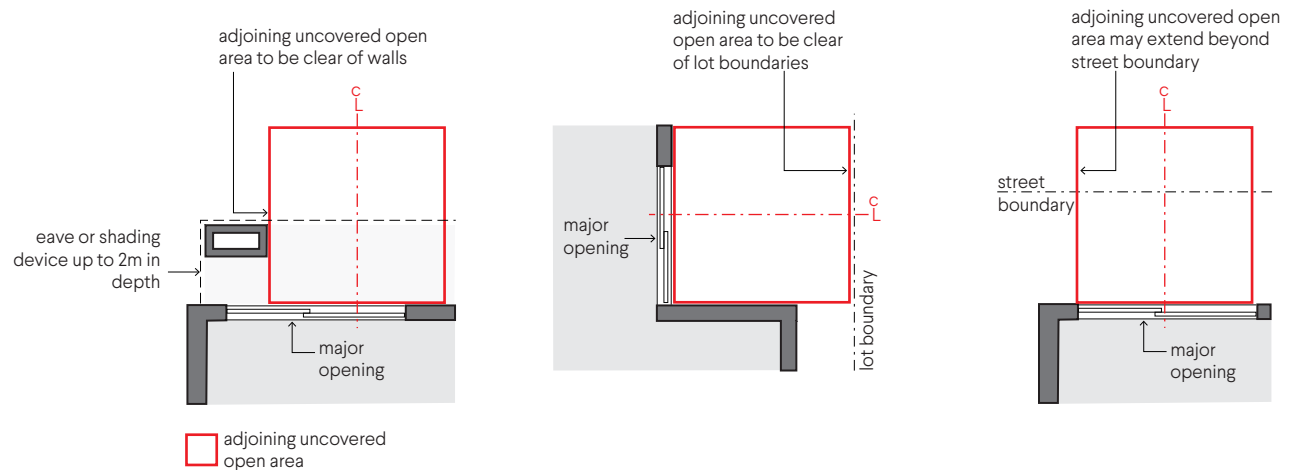 adjoining uncovered open
area to be clear of walls
C
L
eave or shading
device up to 2m in
depth
major
opening
adjoining uncovered
open area
adjoining uncovered
open area to be clear
of lot boundaries
major
opening
C
L
lot boundary
adjoining uncovered open
area may extend beyond
street boundary
C
L
street
boundary
major
opening